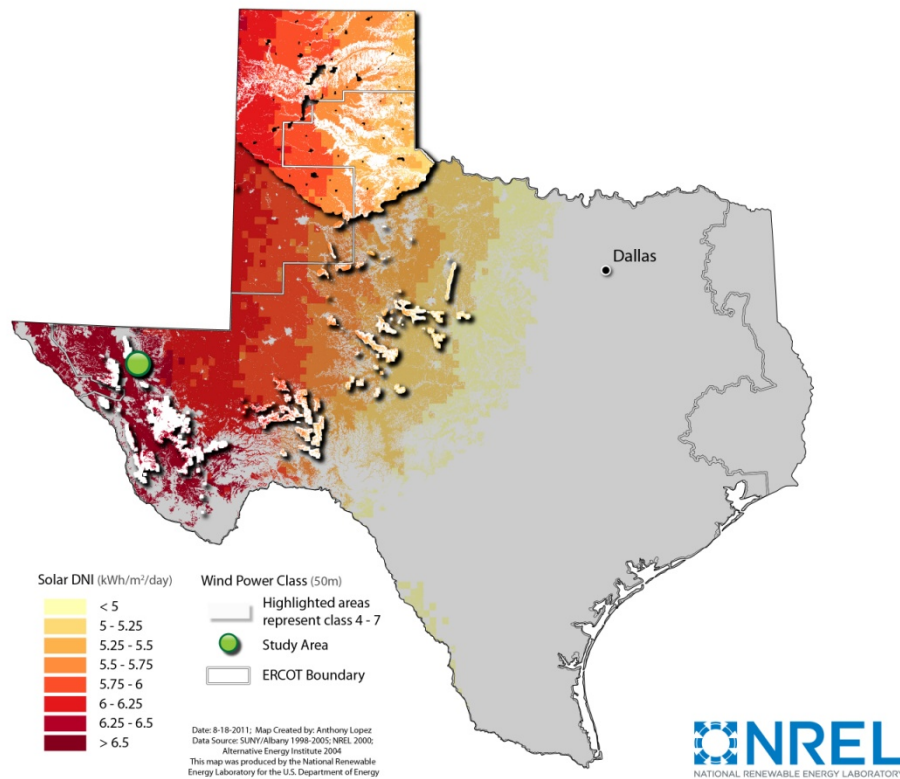 Dallas
Solar DNI (kWh/m²/day)
< 5
5 - 5.25
5.25 - 5.5
5.5 - 5.75
5.75 - 6
6 - 6.25
6.25 - 6.5
> 6.5
Wind Power Class (50m)
Highlighted areas
represent class 4 - 7
Study Area
ERCOT Boundary
Date: 8-18-2011; Map Created by: Anthony Lopez
Data Source: SUNY/Albany 1998-2005; NREL 2000;
Alternative Energy Institute 2004
This map was produced by the National Renewable
Energy Laboratory for the U.S. Department of Energy
NREL
NATIONAL RENEWABLE ENERGY LABORATORY